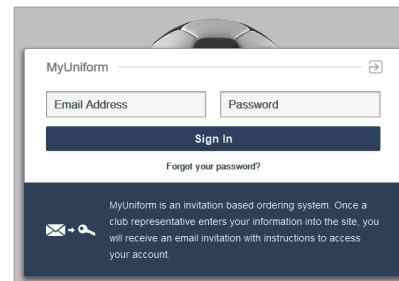 MyUniform
Email Address
Password
Sign In
Forgot your password?
MyUniform is an invitation based ordering system. Once a
club representative enters your information into the site, you
will receive an email invitation with instructions to access
your account.